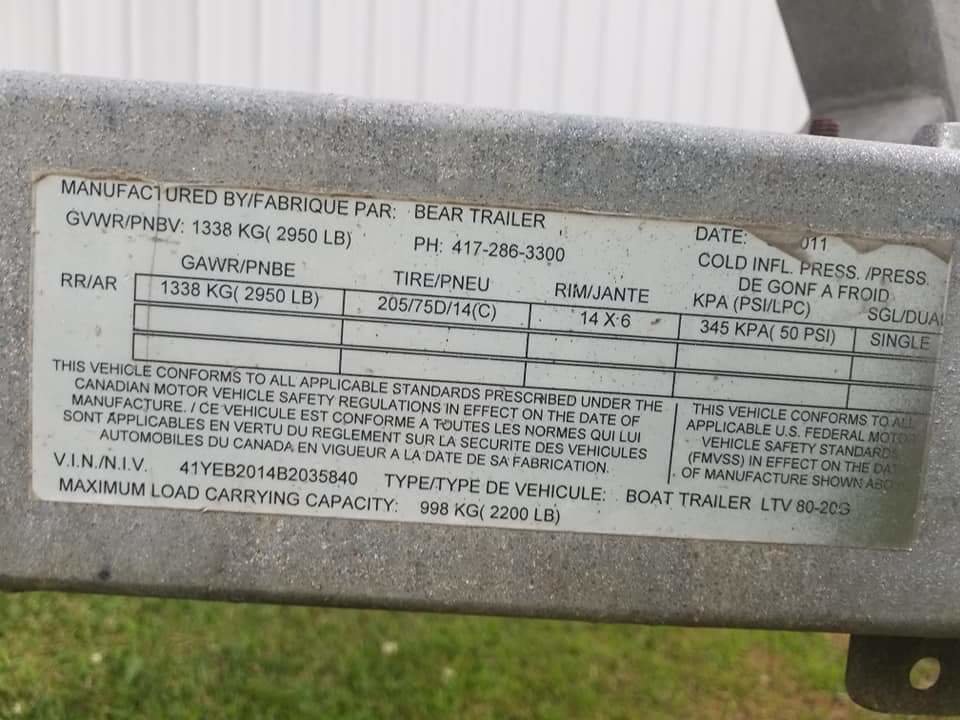 MANUFACTURED BY/FABRIQUE PAR: BEAR TRAILER
DATE: 011
GVWR/PNBV: 1338 KG( 2950 LB)
PH: 417-286-3300
COLD INFL. PRESS. /PRESS.
DE GONF A FROID
GAWR/PNBE TIRE/PNEU RIM/JANTE KPA (PSI/LPC) SGL/DUAL
RR/AR 1338 KG( 2950 LB) 205/75D/14(C) 14 X 6 345 KPA( 50 PSI) SINGLE
THIS VEHICLE CONFORMS TO ALL APPLICABLE STANDARDS PRESCRIBED UNDER THE
CANADIAN MOTOR VEHICLE SAFETY REGULATIONS IN EFFECT ON THE DATE OF
MANUFACTURE. / CE VEHICULE EST CONFORME A TOUTES LES NORMES QUI LUI
SONT APPLICABLES EN VERTU DU REGLEMENT SUR LA SECURITE DES VEHICULES
AUTOMOBILES DU CANADA EN VIGUEUR A LA DATE DE SA FABRICATION.
THIS VEHICLE CONFORMS TO ALL
APPLICABLE U.S. FEDERAL MOTOR
VEHICLE SAFETY STANDARDS
(FMVSS) IN EFFECT ON THE DATE
OF MANUFACTURE SHOWN ABO
V.I.N./N.I.V. 41YEB2014B2035840 TYPE/TYPE DE VEHICULE: BOAT TRAILER LTV 80-20G
MAXIMUM LOAD CARRYING CAPACITY: 998 KG( 2200 LB)